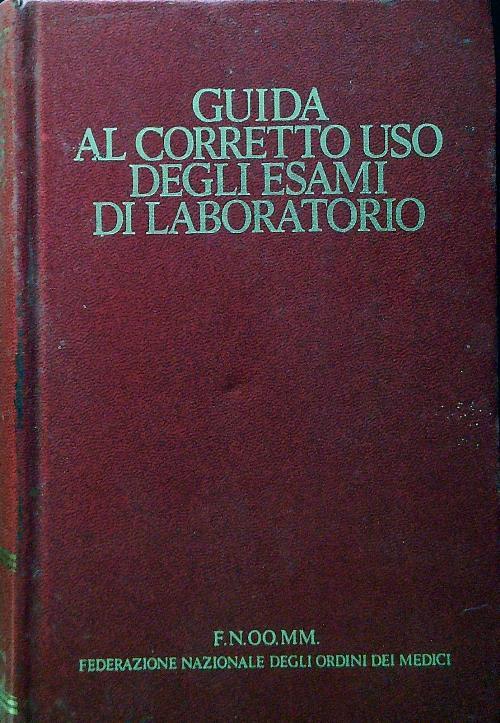 GUIDA
AL CORRETTO USO
DEGLI ESAMI
DI LABORATORIO
F.N.OO.MM.
FEDERAZIONE NAZIONALE DEGLI ORDINI DEI MEDICI